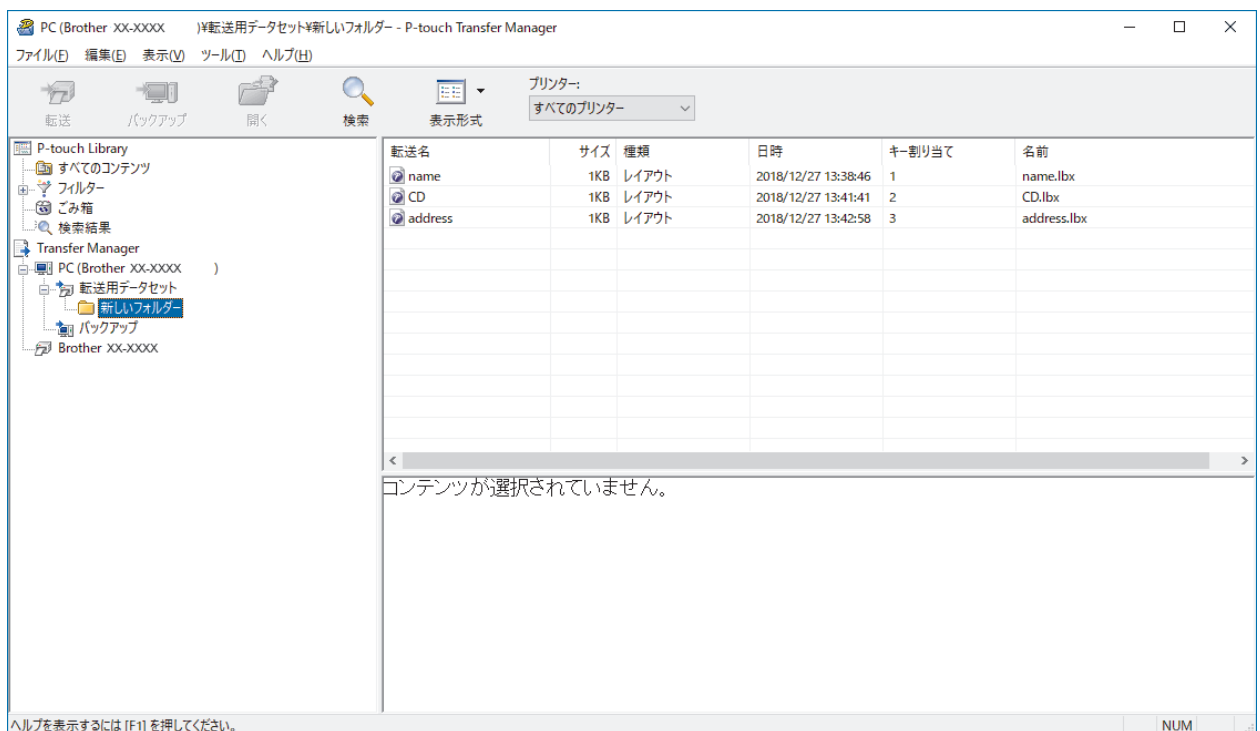 PC (Brother XX-XXXX )¥転送用データセット¥新しいフォルダー - P-touch Transfer Manager
ファイル(F) 編集(E) 表示(V) ツール(T) ヘルプ(H)
転送 バックアップ 開く 検索 表示形式 プリンター: すべてのプリンター
P-touch Library
すべてのコンテンツ
フィルター
ごみ箱
検索結果
Transfer Manager
PC (Brother XX-XXXX )
転送用データセット
新しいフォルダー
バックアップ
Brother XX-XXXX
転送名 サイズ 種類 日時 キー割り当て 名前
name 1KB レイアウト 2018/12/27 13:38:46 1 name.lbx
CD 1KB レイアウト 2018/12/27 13:41:41 2 CD.lbx
address 1KB レイアウト 2018/12/27 13:42:58 3 address.lbx
コンテンツが選択されていません。
ヘルプを表示するには [F1] を押してください。 NUM